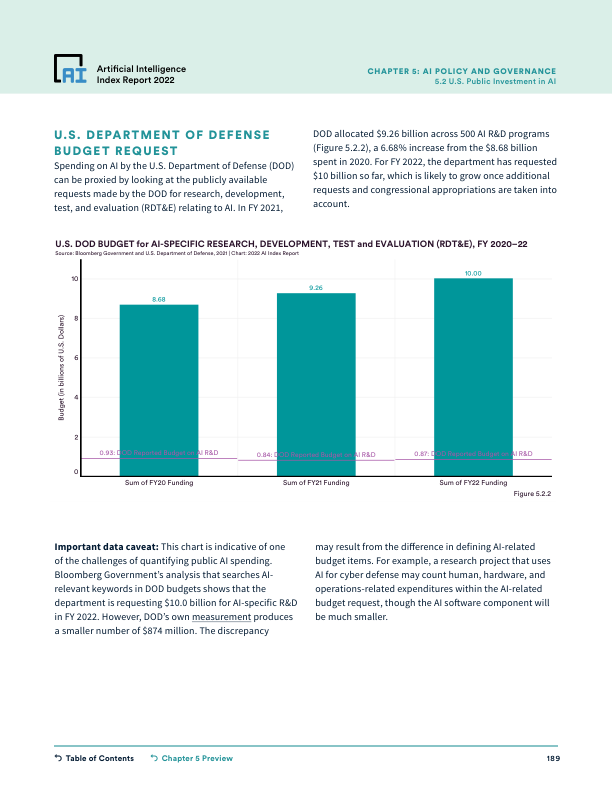 Artificial Intelligence
Index Report 2022
CHAPTER 5: AI POLICY AND GOVERNANCE
5.2 U.S. Public Investment in AI
U.S. DEPARTMENT OF DEFENSE
BUDGET REQUEST
Spending on AI by the U.S. Department of Defense (DOD)
can be proxied by looking at the publicly available
requests made by the DOD for research, development,
test, and evaluation (RDT&E) relating to AI. In FY 2021,
DOD allocated $9.26 billion across 500 AI R&D programs
(Figure 5.2.2), a 6.68% increase from the $8.68 billion
spent in 2020. For FY 2022, the department has requested
$10 billion so far, which is likely to grow once additional
requests and congressional appropriations are taken into
account.
U.S. DOD BUDGET for AI-SPECIFIC RESEARCH, DEVELOPMENT, TEST and EVALUATION (RDT&E), FY 2020–22
Source: Bloomberg Government and U.S. Department of Defense, 2021 | Chart: 2022 AI Index Report
Budget (in billions of U.S. Dollars)
10
8
6
4
2
0
8.68
9.26
10.00
0.93: DOD Reported Budget on AI R&D
0.84: DOD Reported Budget on AI R&D
0.87: DOD Reported Budget on AI R&D
Sum of FY20 Funding
Sum of FY21 Funding
Sum of FY22 Funding
Figure 5.2.2
Important data caveat: This chart is indicative of one
of the challenges of quantifying public AI spending.
Bloomberg Government’s analysis that searches AI-
relevant keywords in DOD budgets shows that the
department is requesting $10.0 billion for AI-specific R&D
in FY 2022. However, DOD’s own measurement produces
a smaller number of $874 million. The discrepancy
may result from the difference in defining AI-related
budget items. For example, a research project that uses
AI for cyber defense may count human, hardware, and
operations-related expenditures within the AI-related
budget request, though the AI software component will
be much smaller.
Table of Contents
Chapter 5 Preview
189